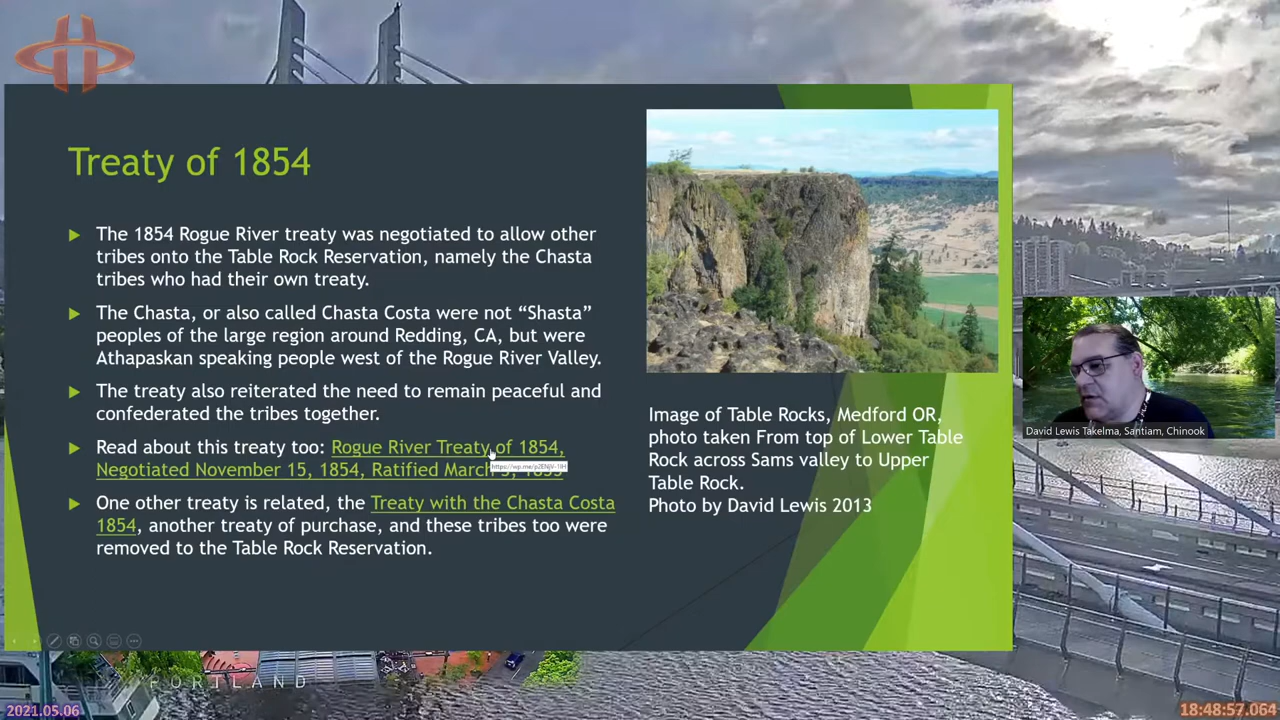 Treaty of 1854
The 1854 Rogue River treaty was negotiated to allow other
tribes onto the Table Rock Reservation, namely the Chasta
tribes who had their own treaty.
The Chasta, or also called Chasta Costa were not “Shasta”
peoples of the large region around Redding, CA, but were
Athapaskan speaking people west of the Rogue River Valley.
The treaty also reiterated the need to remain peaceful and
confederated the tribes together.
Read about this treaty too: Rogue River Treaty of 1854,
Negotiated November 15, 1854, Ratified March
One other treaty is related, the Treaty with the Chasta Costa
1854, another treaty of purchase, and these tribes too were
removed to the Table Rock Reservation.
Image of Table Rocks, Medford OR,
photo taken From top of Lower Table
Rock across Sams valley to Upper
Table Rock.
Photo by David Lewis 2013
David Lewis Takelma, Santiam, Chinook
PORTLAND
2021.05.06
18:48:57.064